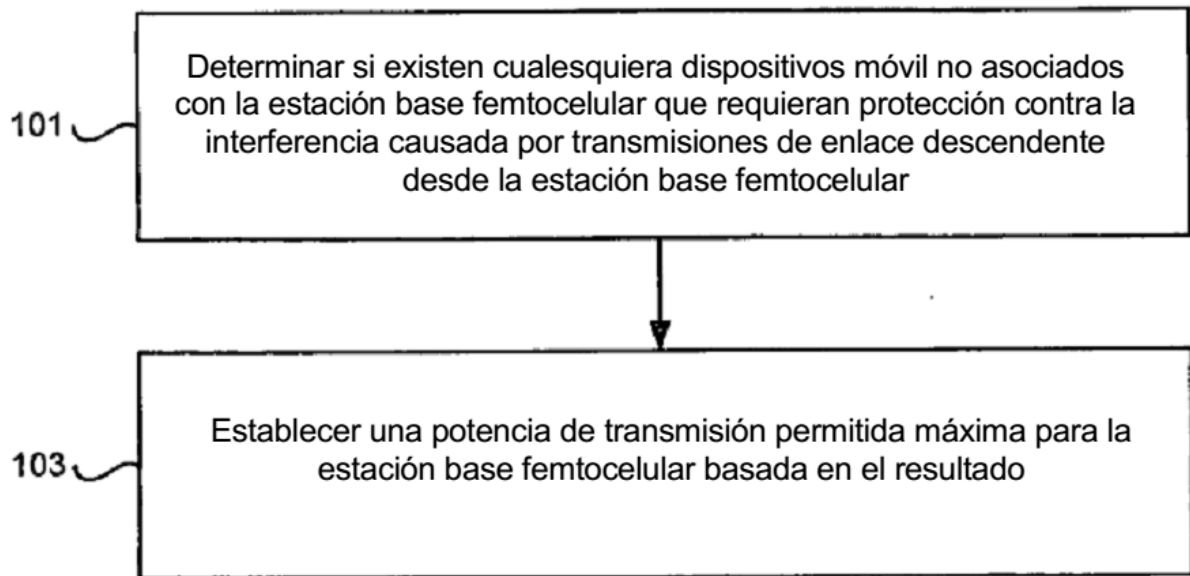 Determinar si existen cualesquiera dispositivos móvil no asociados
con la estación base femtocelular que requieran protección contra la
101
interferencia causada por transmisiones de enlace descendente
desde la estación base femtocelular
Establecer una potencia de transmisión permitida máxima para la
103
estación base femtocelular basada en el resultado